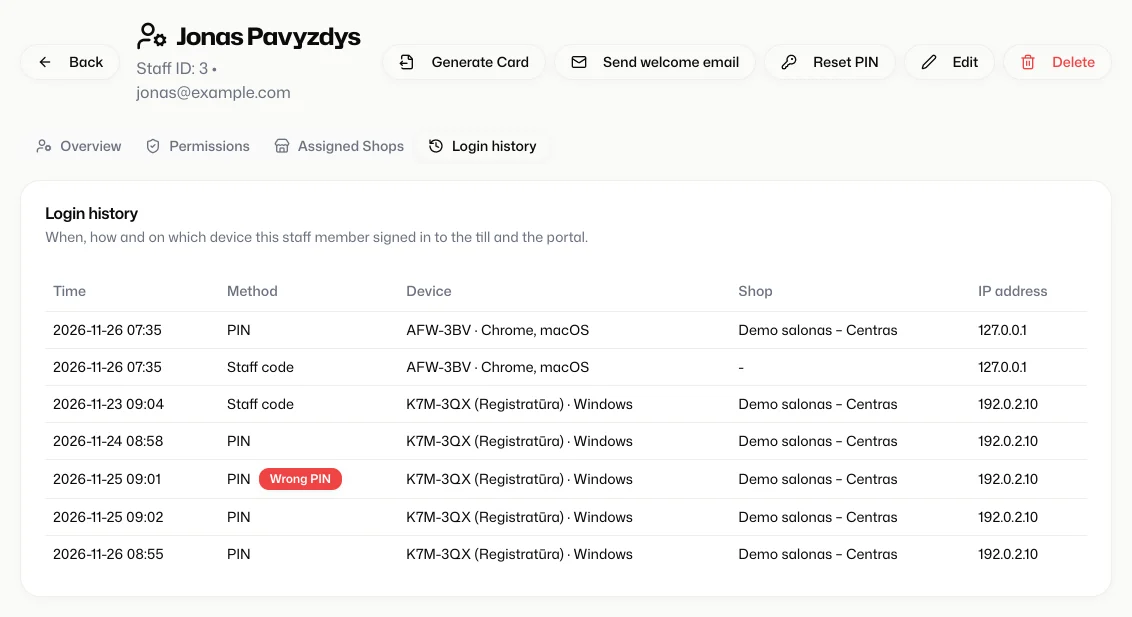 Back
Jonas Pavyzdys
Staff ID: 3 •
jonas@example.com
Generate Card
Send welcome email
Reset PIN
Edit
Delete
Overview
Permissions
Assigned Shops
Login history
Login history
When, how and on which device this staff member signed in to the till and the portal.
Time Method Device Shop IP address
2026-11-26 07:35 PIN AFW-3BV · Chrome, macOS Demo salonas – Centras 127.0.0.1
2026-11-26 07:35 Staff code AFW-3BV · Chrome, macOS - 127.0.0.1
2026-11-23 09:04 Staff code K7M-3QX (Registratūra) · Windows Demo salonas – Centras 192.0.2.10
2026-11-24 08:58 PIN K7M-3QX (Registratūra) · Windows Demo salonas – Centras 192.0.2.10
2026-11-25 09:01 PIN Wrong PIN K7M-3QX (Registratūra) · Windows Demo salonas – Centras 192.0.2.10
2026-11-25 09:02 PIN K7M-3QX (Registratūra) · Windows Demo salonas – Centras 192.0.2.10
2026-11-26 08:55 PIN K7M-3QX (Registratūra) · Windows Demo salonas – Centras 192.0.2.10